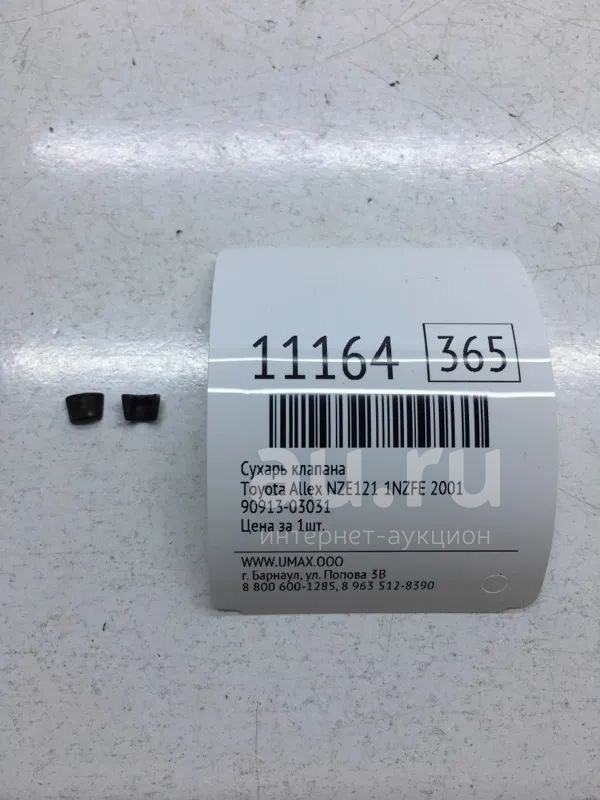 11164 365
Сухарь клапана
Toyota Allex NZE121 1NZFE 2001
90913-03031
Цена за 1шт.
WWW.UMAX.OOO
г. Барнаул, ул. Попова 3В
8 800 600-1285, 8 963 512-8390
au.ru
интернет-аукцион